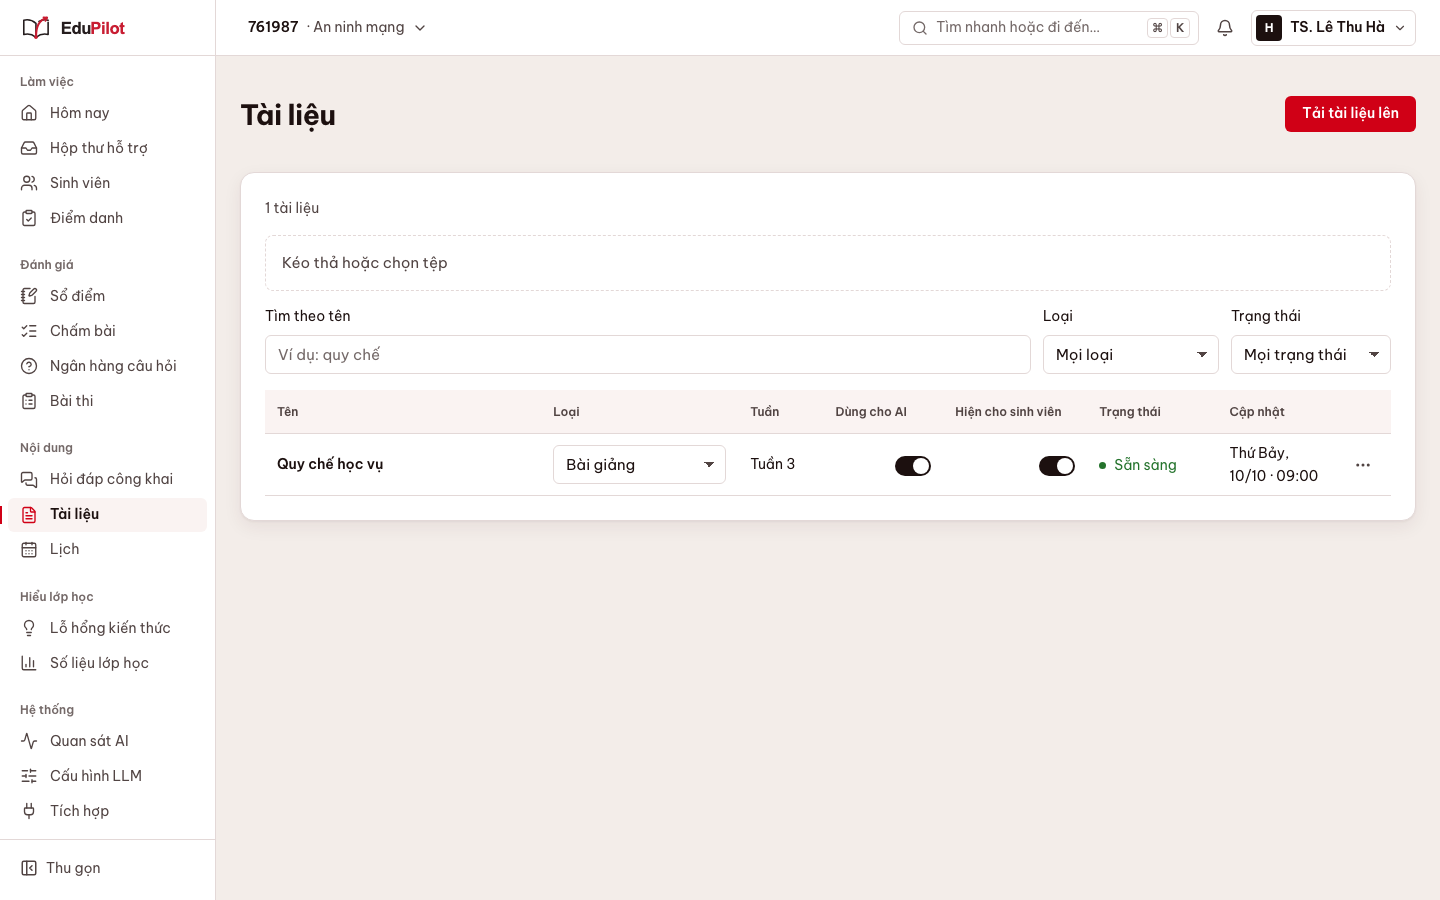 EduPilot
761987 · An ninh mạng
Tìm nhanh hoặc đi đến...
⌘ K
H
TS. Lê Thu Hà
Làm việc
Hôm nay
Hộp thư hỗ trợ
Sinh viên
Điểm danh
Đánh giá
Sổ điểm
Chấm bài
Ngân hàng câu hỏi
Bài thi
Nội dung
Hỏi đáp công khai
Tài liệu
Lịch
Hiểu lớp học
Lỗ hổng kiến thức
Số liệu lớp học
Hệ thống
Quan sát AI
Cấu hình LLM
Tích hợp
Thu gọn
Tài liệu
Tải tài liệu lên
1 tài liệu
Kéo thả hoặc chọn tệp
Tìm theo tên
Loại
Trạng thái
Ví dụ: quy chế
Mọi loại
Mọi trạng thái
Tên
Loại
Tuần
Dùng cho AI
Hiện cho sinh viên
Trạng thái
Cập nhật
Quy chế học vụ
Bài giảng
Tuần 3
Sẵn sàng
Thứ Bảy,
10/10 · 09:00